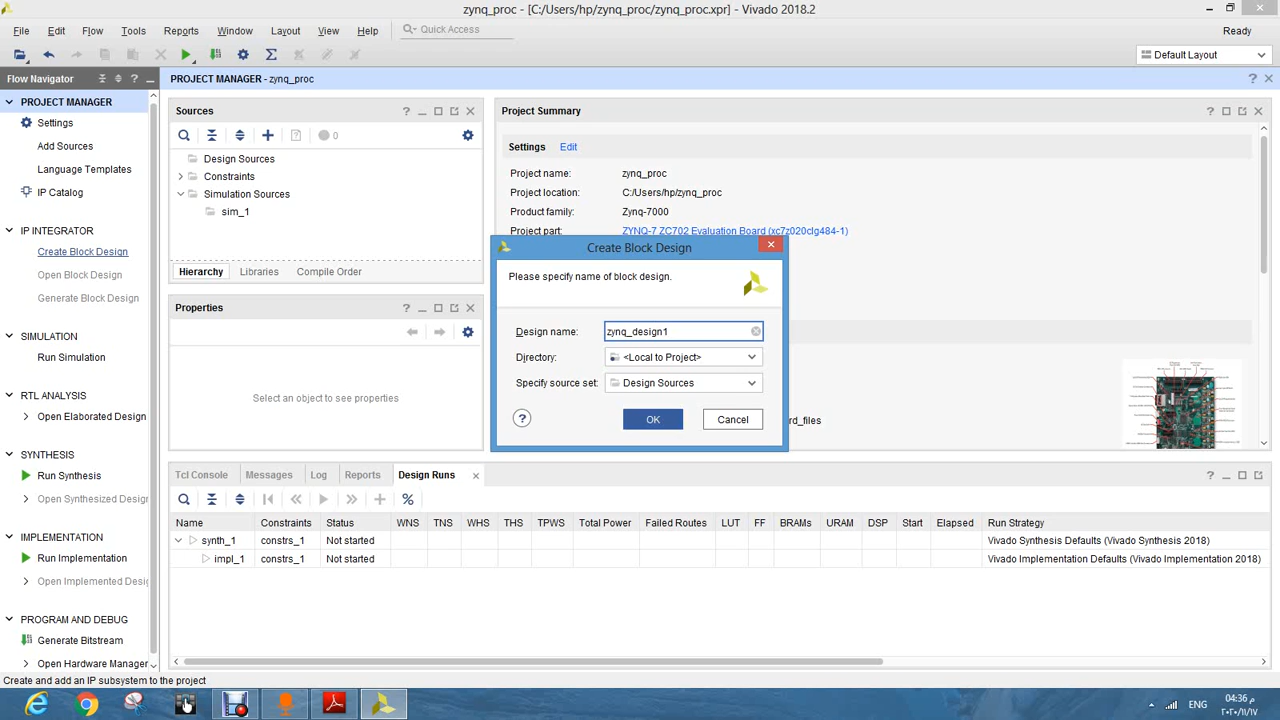 zynq_proc - [C:/Users/hp/zynq_proc/zynq_proc.xpr] - Vivado 2018.2
File Edit Flow Tools Reports Window Layout View Help Quick Access Ready
Default Layout
Flow Navigator
PROJECT MANAGER - zynq_proc
PROJECT MANAGER
Settings
Add Sources
Language Templates
IP Catalog
IP INTEGRATOR
Create Block Design
Open Block Design
Generate Block Design
SIMULATION
Run Simulation
RTL ANALYSIS
Open Elaborated Design
SYNTHESIS
Run Synthesis
Open Synthesized Desig
IMPLEMENTATION
Run Implementation
Open Implemented Desig
PROGRAM AND DEBUG
Generate Bitstream
Open Hardware Manager
Sources
0
Design Sources
Constraints
Simulation Sources
sim_1
Hierarchy Libraries Compile Order
Properties
Select an object to see properties
Project Summary
Settings Edit
Project name: zynq_proc
Project location: C:/Users/hp/zynq_proc
Product family: Zynq-7000
Project part: ZYNQ-7 ZC702 Evaluation Board (xc7z020clg484-1)
rd_files
Create Block Design
Please specify name of block design.
Design name: zynq_design1
Directory: <Local to Project>
Specify source set: Design Sources
OK Cancel
Tcl Console Messages Log Reports Design Runs
Name Constraints Status WNS TNS WHS THS TPWS Total Power Failed Routes LUT FF BRAMs URAM DSP Start Elapsed Run Strategy
synth_1 constrs_1 Not started Vivado Synthesis Defaults (Vivado Synthesis 2018)
impl_1 constrs_1 Not started Vivado Implementation Defaults (Vivado Implementation 2018)
Create and add an IP subsystem to the project
ENG
04:36 م
٢٠٢٠/١١/١٧